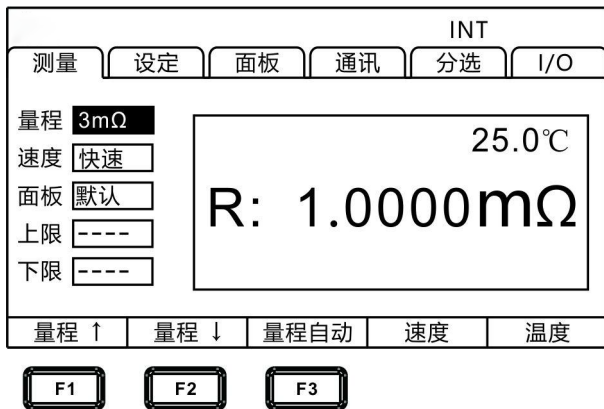 INT
测量 设定 面板 通讯 分选 I/O
量程 3mΩ
25.0℃
速度 快速
面板 默认
R: 1.0000mΩ
上限 ----
下限 ----
量程 ↑ 量程 ↓ 量程自动 速度 温度
F1 F2 F3